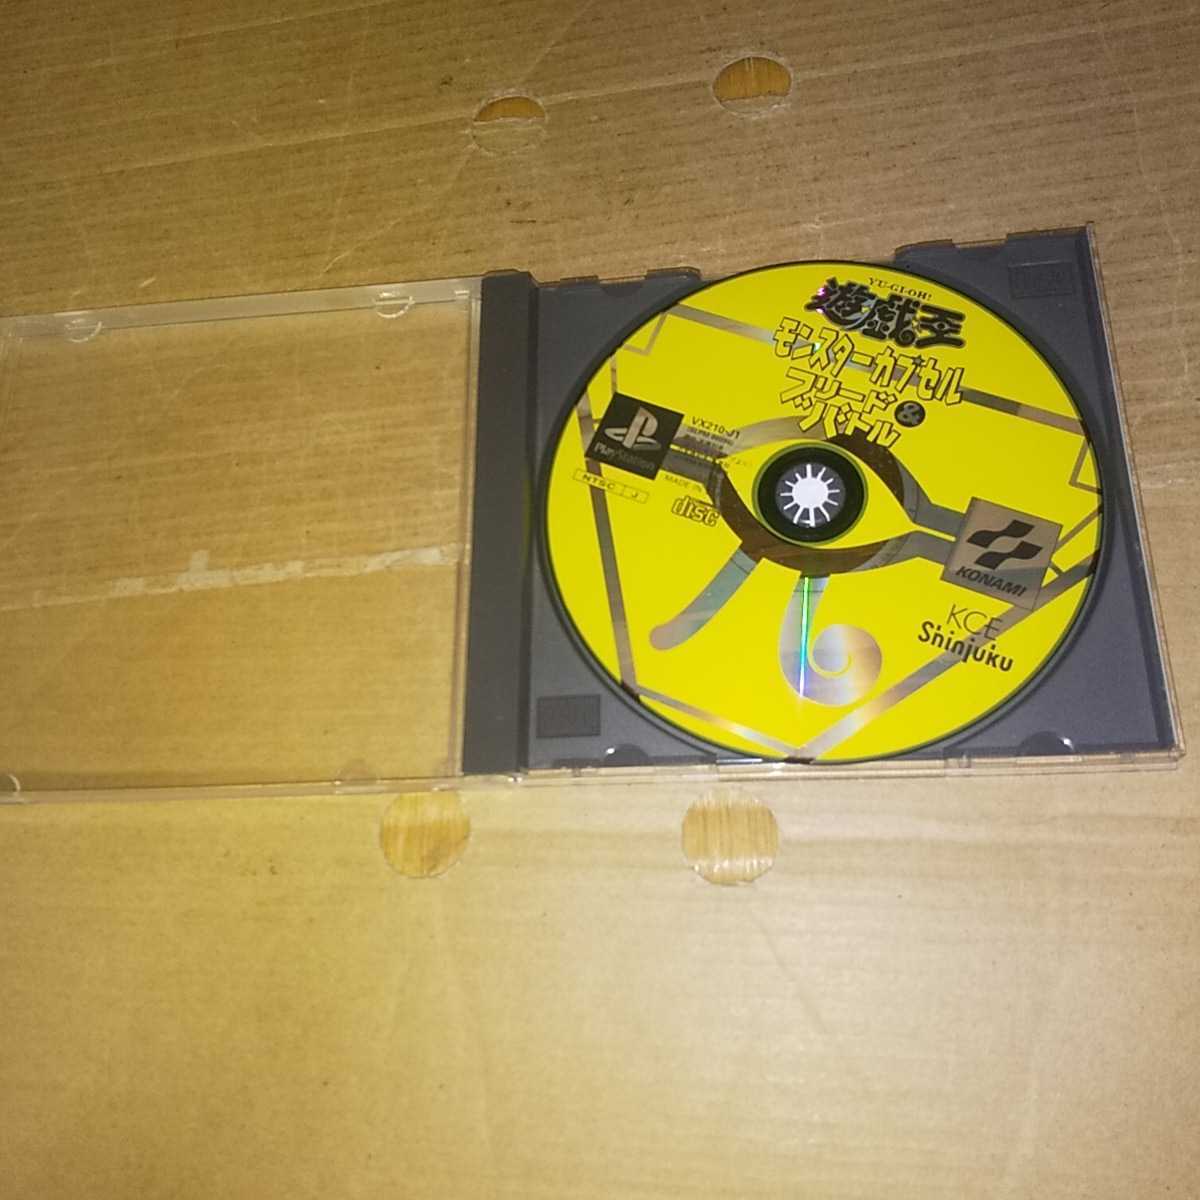 YU-GI-OH!
遊戯王
モンスターカプセル
ブリード&
バトル
PlayStation
VX210-J1
NTSC J
MADE IN
disc
KONAMI
KCE
Shinjuku